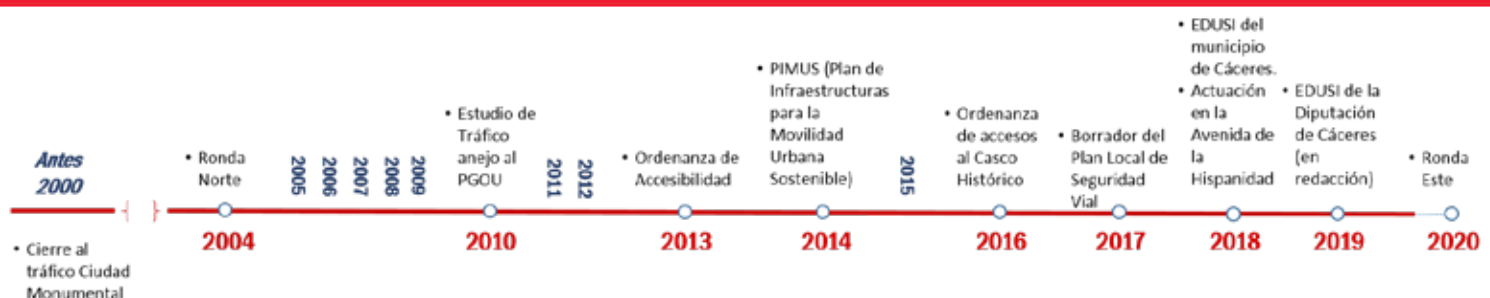 Antes
2000
• Cierre al
tráfico Ciudad
Monumental
• Ronda
Norte
2004
2005
2006
2007
2008
2009
• Estudio de
Tráfico
anejo al
PGOU
2010
2011
2012
• Ordenanza de
Accesibilidad
2013
• PIMUS (Plan de
Infraestructuras
para la
Movilidad
Urbana
Sostenible)
2014
2015
• Ordenanza
de accesos
al Casco
Histórico
2016
• Borrador del
Plan Local de
Seguridad
Vial
2017
• EDUSI del
municipio
de Cáceres.
• Actuación
en la
Avenida de
la
Hispanidad
2018
• EDUSI de la
Diputación
de Cáceres
(en
redacción)
2019
• Ronda
Este
2020